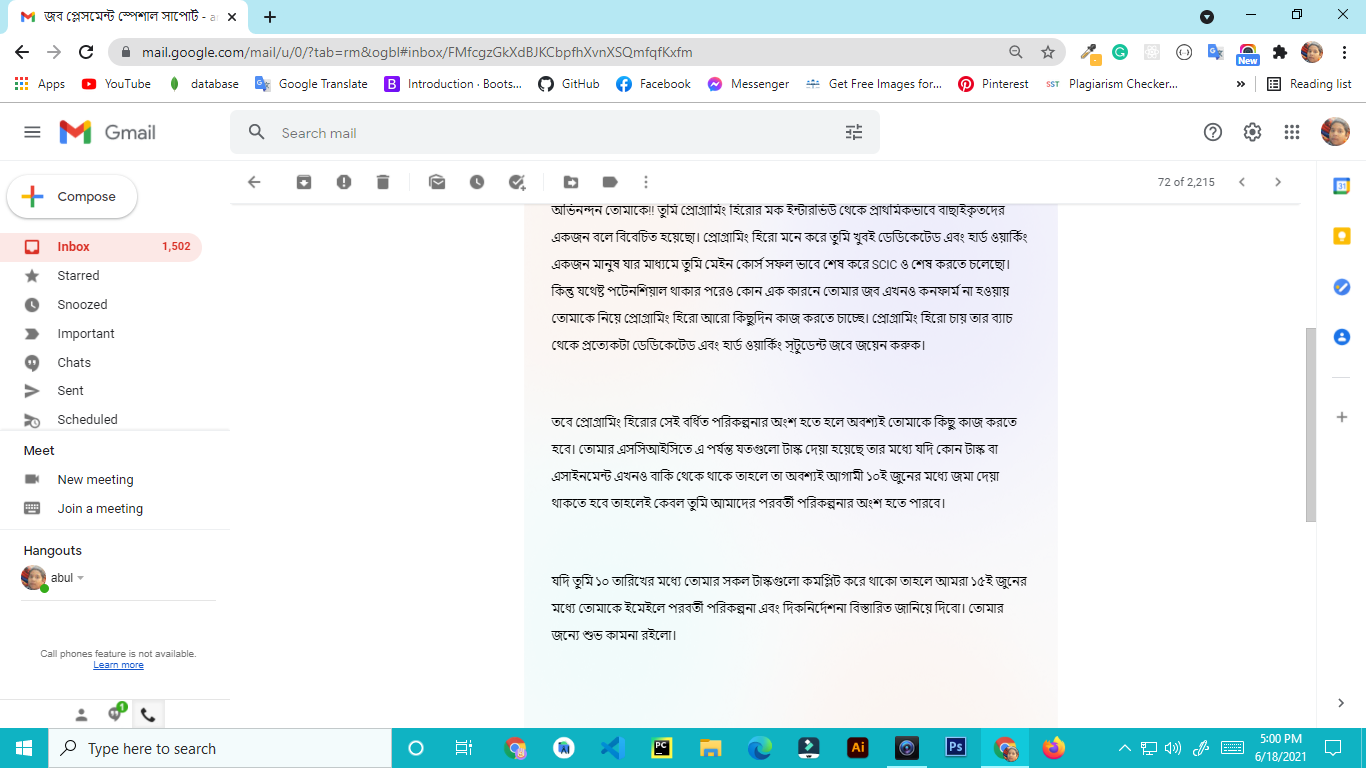 জব প্লেসমেন্ট স্পেশাল সাপোর্ট -
mail.google.com/mail/u/0/?tab=rm&ogbl#inbox/FMfcgzGkXdBJKCbpfhXvnXSQmfqfKxfm
New
Apps YouTube database Google Translate Introduction · Boots... GitHub Facebook Messenger Get Free Images for... Pinterest SST Plagiarism Checker... » Reading list
Gmail
Search mail
Compose
72 of 2,215
Inbox 1,502
Starred
Snoozed
Important
Chats
Sent
Scheduled
Meet
New meeting
Join a meeting
Hangouts
abul
Call phones feature is not available.
Learn more
1
31
অভিনন্দন তোমাকে!! তুমি প্রোগ্রামিং হিরোর মক ইন্টারভিউ থেকে প্রাথমিকভাবে বাছাইকৃতদের
একজন বলে বিবেচিত হয়েছো। প্রোগ্রামিং হিরো মনে করে তুমি খুবই ডেডিকেটেড এবং হার্ড ওয়ার্কিং
একজন মানুষ যার মাধ্যমে তুমি মেইন কোর্স সফল ভাবে শেষ করে SCIC ও শেষ করতে চলেছো।
কিন্তু যথেষ্ট পটেনশিয়াল থাকার পরেও কোন এক কারনে তোমার জব এখনও কনফার্ম না হওয়ায়
তোমাকে নিয়ে প্রোগ্রামিং হিরো আরো কিছুদিন কাজ করতে চাচ্ছে। প্রোগ্রামিং হিরো চায় তার ব্যাচ
থেকে প্রত্যেকটা ডেডিকেটেড এবং হার্ড ওয়ার্কিং স্টুডেন্ট জবে জয়েন করুক।
তবে প্রোগ্রামিং হিরোর সেই বর্ধিত পরিকল্পনার অংশ হতে হলে অবশ্যই তোমাকে কিছু কাজ করতে
হবে। তোমার এসসিআইসিতে এ পর্যন্ত যতগুলো টাস্ক দেয়া হয়েছে তার মধ্যে যদি কোন টাস্ক বা
এসাইনমেন্ট এখনও বাকি থেকে থাকে তাহলে তা অবশ্যই আগামী ১০ই জুনের মধ্যে জমা দেয়া
থাকতে হবে তাহলেই কেবল তুমি আমাদের পরবর্তী পরিকল্পনার অংশ হতে পারবে।
যদি তুমি ১০ তারিখের মধ্যে তোমার সকল টাস্কগুলো কমপ্লিট করে থাকো তাহলে আমরা ১৫ই জুনের
মধ্যে তোমাকে ইমেইলে পরবর্তী পরিকল্পনা এবং দিকনির্দেশনা বিস্তারিত জানিয়ে দিবো। তোমার
জন্যে শুভ কামনা রইলো।
Type here to search
PC
Ai
Ps
5:00 PM
6/18/2021